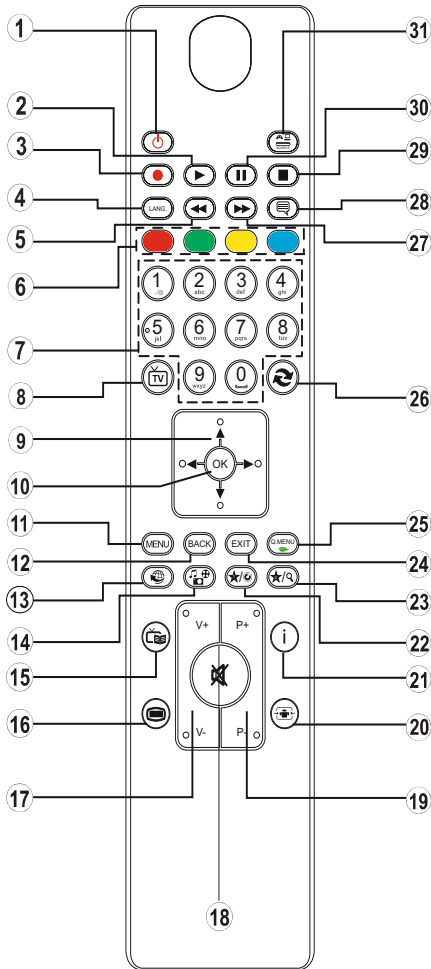 1
31
2
30
3
29
4
LANG.
28
5
27
6
1
.-@
2
abc
3
def
4
ghi
5
jkl
6
mno
7
pqrs
8
tuv
7
8
TV
9
wxyz
0
26
9
10
OK
11
MENU
BACK
EXIT
Q.MENU
25
12
24
13
23
14
22
V+
P+
15
i
21
16
20
17
V-
P-
19
18